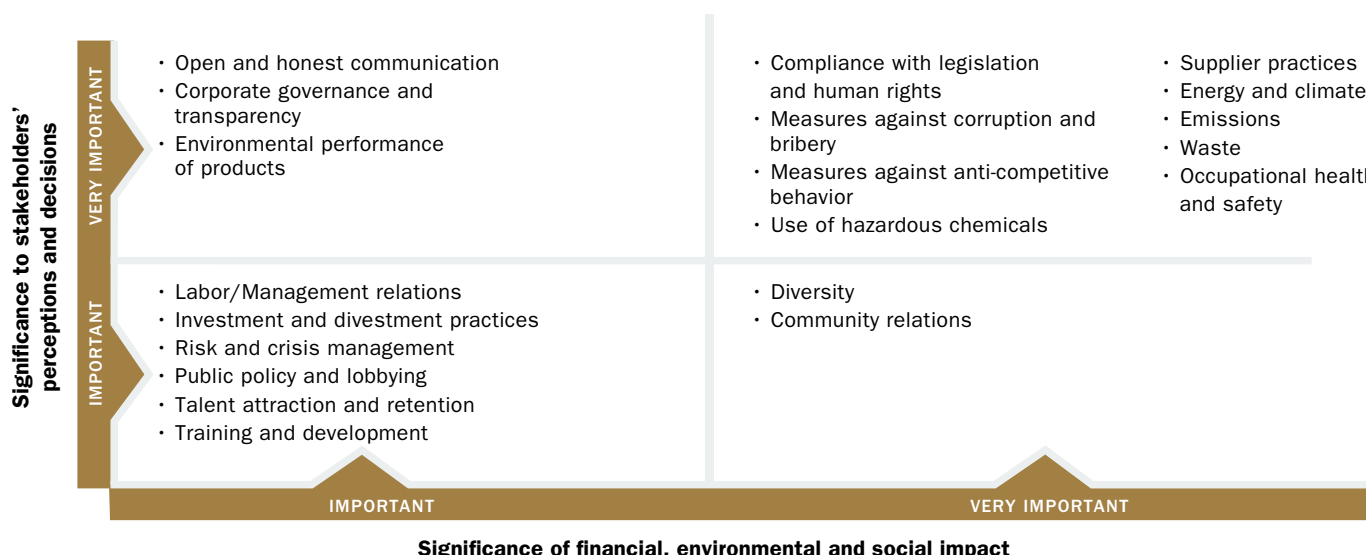 Significance to stakeholders'
perceptions and decisions
VERY IMPORTANT
• Open and honest communication
• Corporate governance and
transparency
• Environmental performance
of products
• Compliance with legislation
and human rights
• Measures against corruption and
bribery
• Measures against anti-competitive
behavior
• Use of hazardous chemicals
• Supplier practices
• Energy and climate
• Emissions
• Waste
• Occupational health
and safety
IMPORTANT
• Labor/Management relations
• Investment and divestment practices
• Risk and crisis management
• Public policy and lobbying
• Talent attraction and retention
• Training and development
• Diversity
• Community relations
IMPORTANT
VERY IMPORTANT
Significance of financial, environmental and social impact